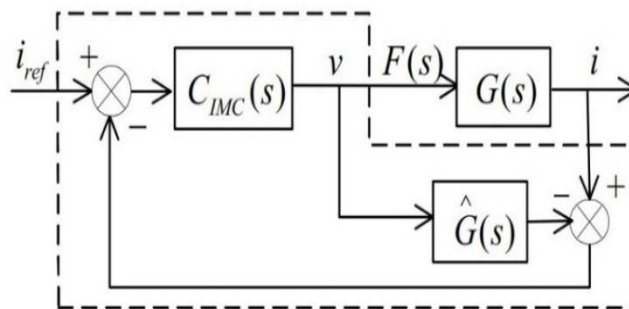 i_ref + C_IMC(s) v F(s) G(s) i
−
− +
Ĝ(s)